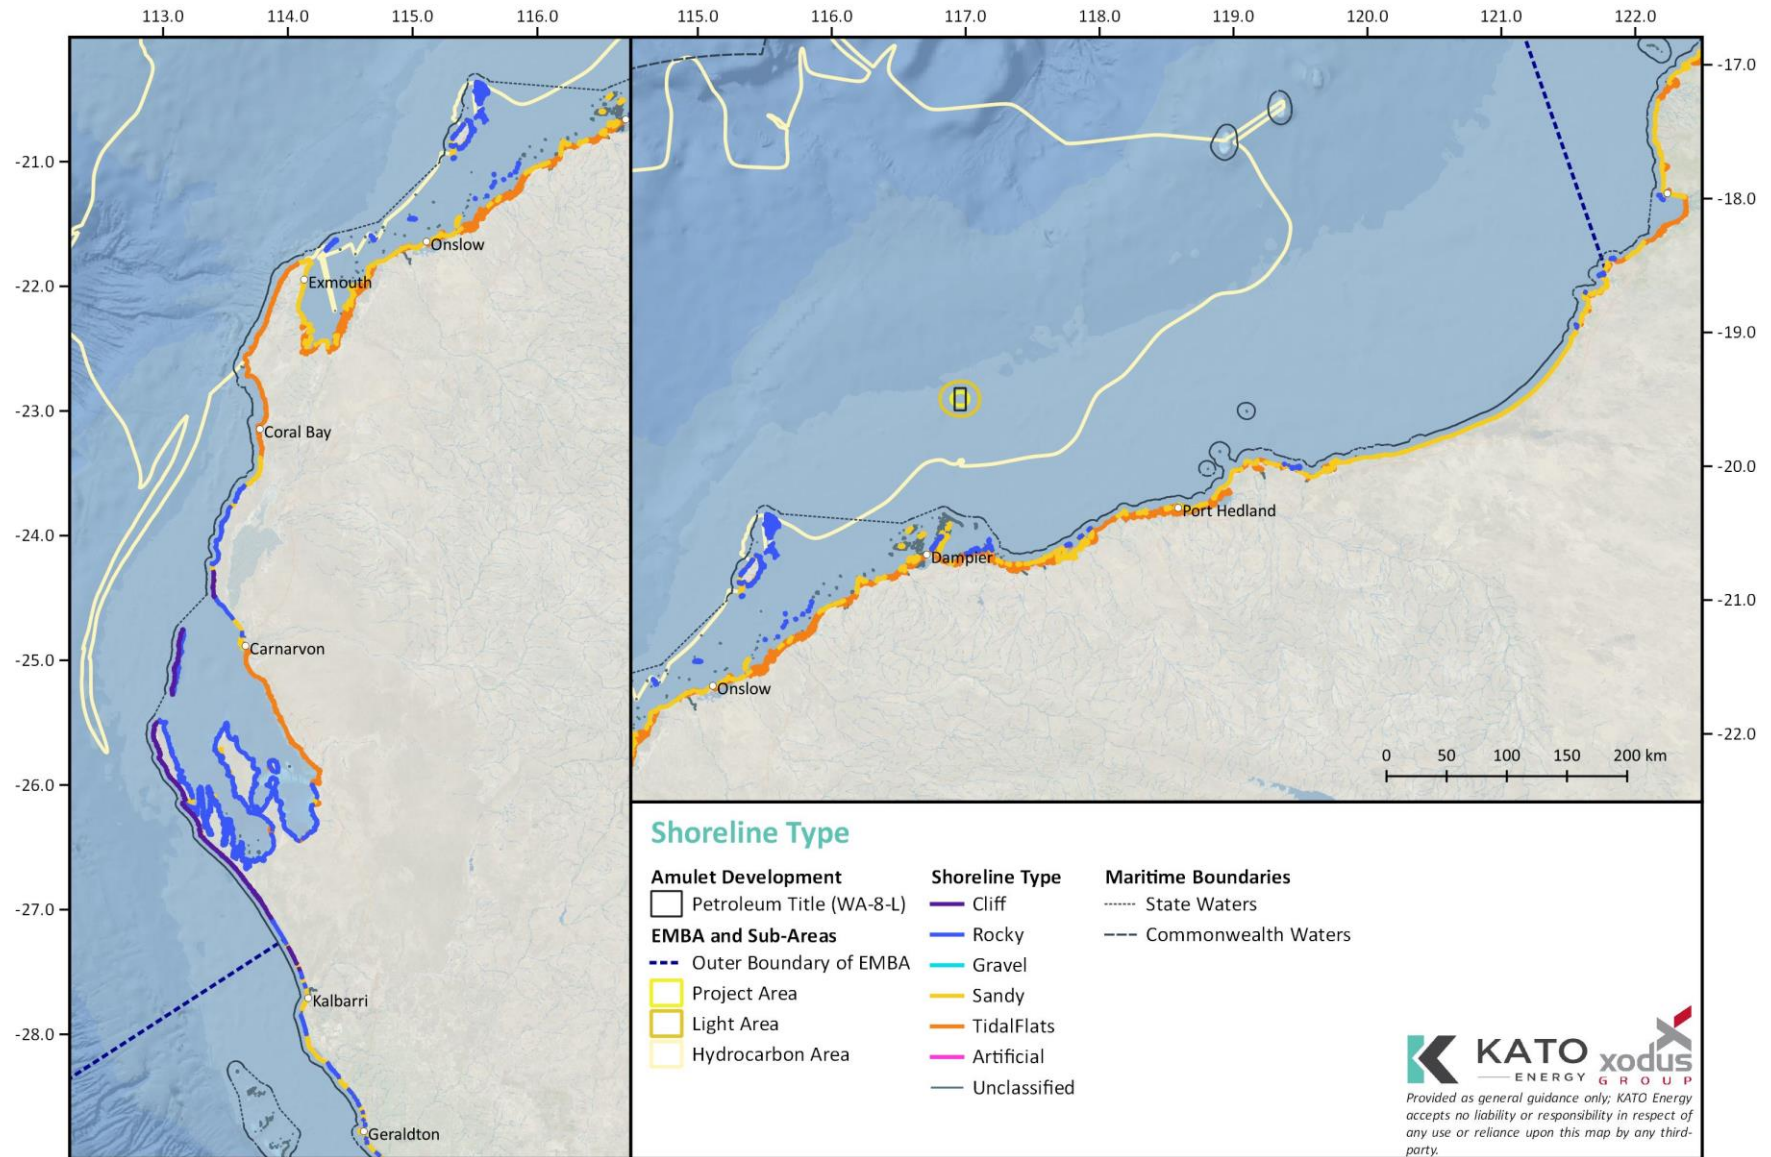 113.0 114.0 115.0 116.0
115.0 116.0 117.0 118.0 119.0 120.0 121.0 122.0
-21.0
-22.0
-23.0
-24.0
-25.0
-26.0
-27.0
-28.0
Onslow
Exmouth
Coral Bay
Carnarvon
Kalbarri
Geraldton
-17.0
-18.0
-19.0
-20.0
-21.0
-22.0
Port Hedland
Dampier
Onslow
0 50 100 150 200 km
Shoreline Type
Amulet Development
Petroleum Title (WA-8-L)
EMBA and Sub-Areas
Outer Boundary of EMBA
Project Area
Light Area
Hydrocarbon Area
Shoreline Type
Cliff
Rocky
Gravel
Sandy
TidalFlats
Artificial
Unclassified
Maritime Boundaries
State Waters
Commonwealth Waters
KATO
ENERGY
xodus
GROUP
Provided as general guidance only; KATO Energy
accepts no liability or responsibility in respect of
any use or reliance upon this map by any third-
party.